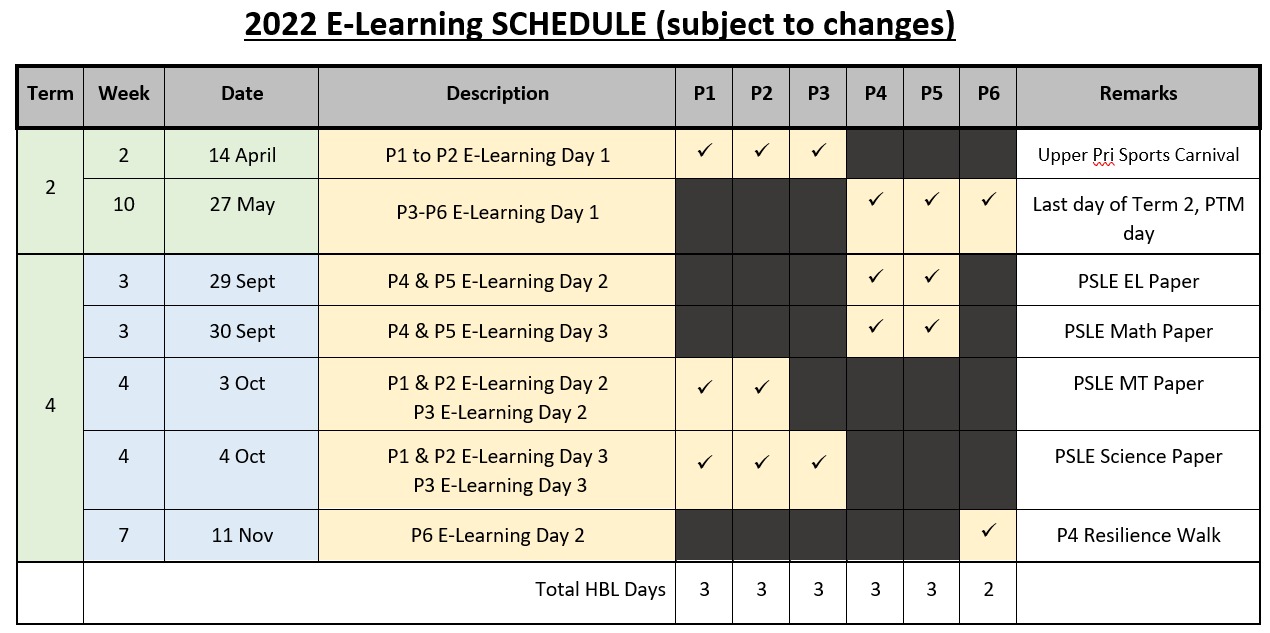 2022 E-Learning SCHEDULE (subject to changes)
Term Week Date Description P1 P2 P3 P4 P5 P6 Remarks
2 2 14 April P1 to P2 E-Learning Day 1 ✓ ✓ ✓ Upper Pri Sports Carnival
10 27 May P3-P6 E-Learning Day 1 ✓ ✓ ✓ Last day of Term 2, PTM
day
4 3 29 Sept P4 & P5 E-Learning Day 2 ✓ ✓ PSLE EL Paper
3 30 Sept P4 & P5 E-Learning Day 3 ✓ ✓ PSLE Math Paper
4 3 Oct P1 & P2 E-Learning Day 2 ✓ ✓ PSLE MT Paper
P3 E-Learning Day 2
4 4 Oct P1 & P2 E-Learning Day 3 ✓ ✓ ✓ PSLE Science Paper
P3 E-Learning Day 3
7 11 Nov P6 E-Learning Day 2 ✓ P4 Resilience Walk
Total HBL Days 3 3 3 3 3 2